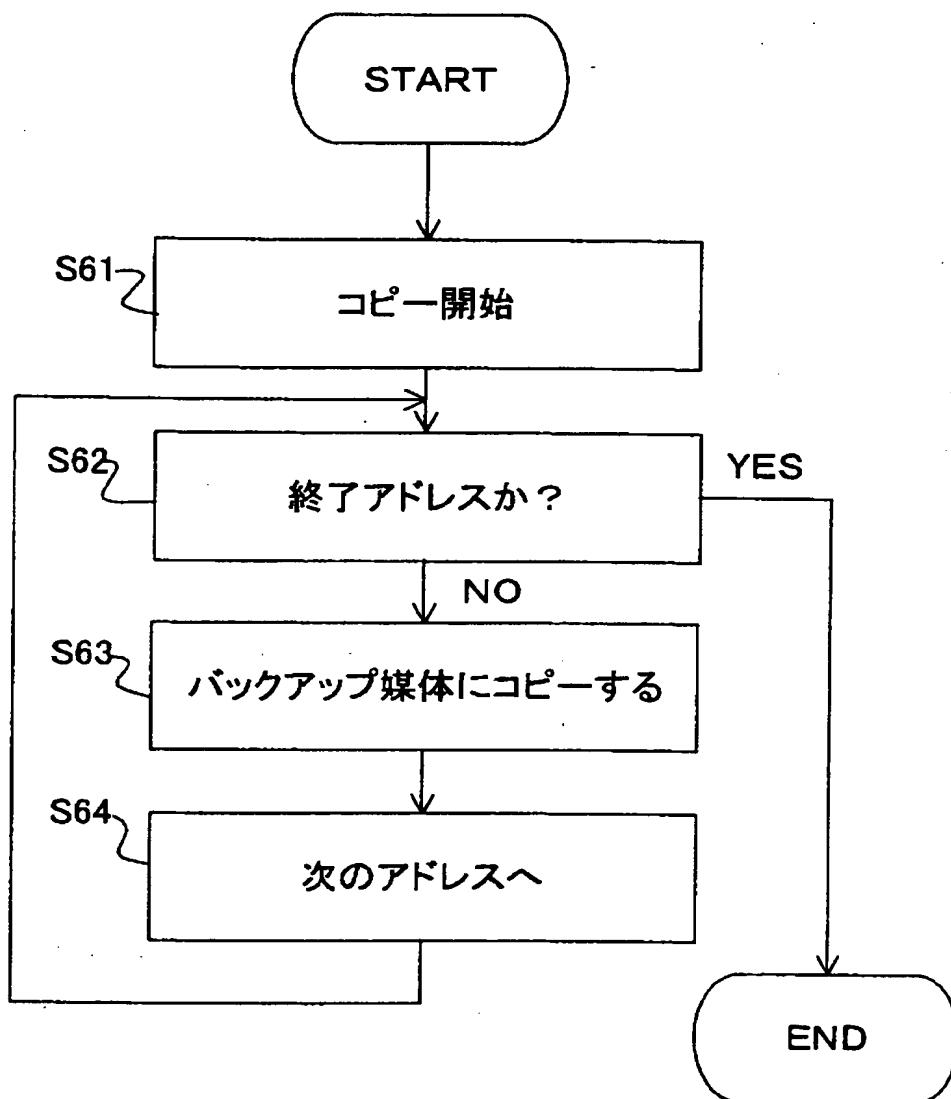 START
S61
コピー開始
S62
終了アドレスか？
YES
NO
S63
バックアップ媒体にコピーする
S64
次のアドレスへ
END